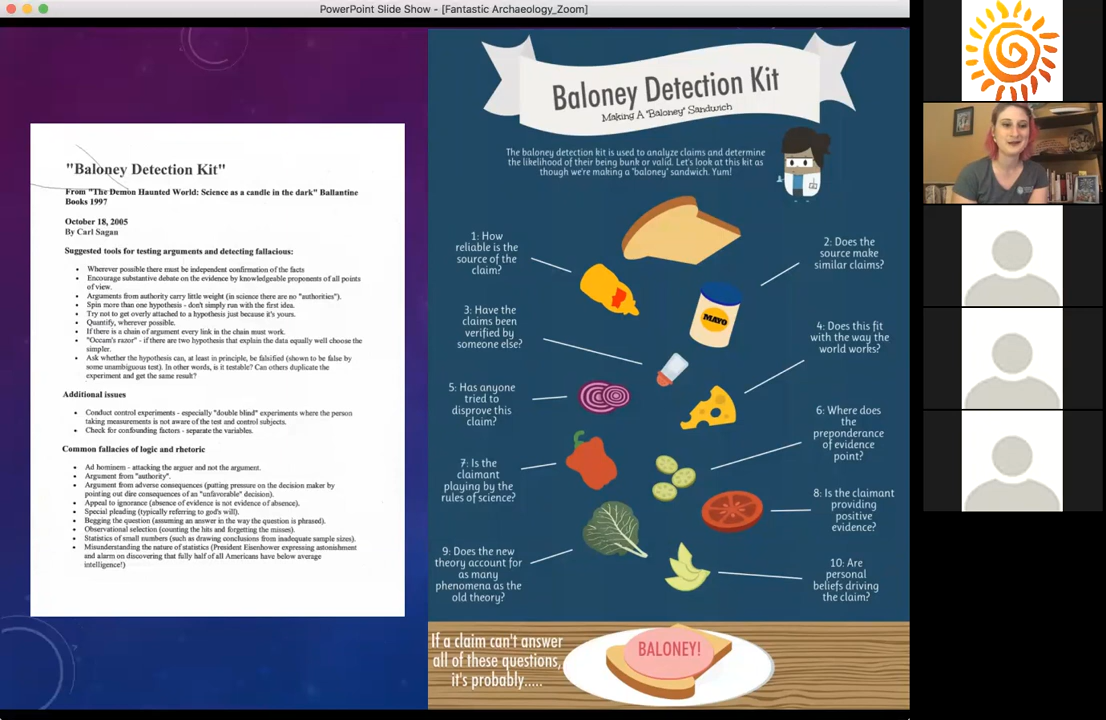 PowerPoint Slide Show - [Fantastic Archaeology_Zoom]
"Baloney Detection Kit"
From "The Demon Haunted World: Science as a candle in the dark" Ballantine
Books 1997
October 18, 2005
By Carl Sagan
Suggested tools for testing arguments and detecting fallacious:
Wherever possible there must be independent confirmation of the facts
Encourage substantive debate on the evidence by knowledgeable proponents of all points
of view.
Arguments from authority carry little weight (in science there are no "authorities").
Spin more than one hypothesis - don't simply run with the first idea.
Try not to get overly attached to a hypothesis just because it's yours.
Quantify, wherever possible.
If there is a chain of argument every link in the chain must work.
"Occam's razor" - if there are two hypothesis that explain the data equally well choose the
simpler.
Ask whether the hypothesis can, at least in principle, be falsified (shown to be false by
some unambiguous test). In other words, is it testable? Can others duplicate the
experiment and get the same result?
Additional issues
Conduct control experiments - especially "double blind" experiments where the person
taking measurements is not aware of the test and control subjects.
Check for confounding factors - separate the variables.
Common fallacies of logic and rhetoric
Ad hominem - attacking the arguer and not the argument.
Argument from "authority".
Argument from adverse consequences (putting pressure on the decision maker by
pointing out dire consequences of an "unfavorable" decision).
Appeal to ignorance (absence of evidence is not evidence of absence).
Special pleading (typically referring to god's will).
Begging the question (assuming an answer in the way the question is phrased).
Observational selection (counting the hits and forgetting the misses).
Statistics of small numbers (such as drawing conclusions from inadequate sample sizes).
Misunderstanding the nature of statistics (President Eisenhower expressing astonishment
and alarm on discovering that fully half of all Americans have below average
intelligence!)
Baloney Detection Kit
Making A "Baloney" Sandwich
The baloney detection kit is used to analyze claims and determine
the likelihood of their being bunk or valid. Let's look at this kit as
though we're making a 'baloney' sandwich. Yum!
1: How
reliable is the
source of the
claim?
2: Does the
source make
similar claims?
MAYO
3: Have the
claims been
verified by
someone else?
4: Does this fit
with the way the
world works?
5: Has anyone
tried to
disprove this
claim?
6: Where does
the
preponderance
of evidence
point?
7: Is the
claimant
playing by the
rules of science?
8: Is the claimant
providing
positive
evidence?
9: Does the new
theory account for
as many
phenomena as the
old theory?
10: Are
personal
beliefs driving
the claim?
If a claim can't answer
all of these questions,
it's probably.....
BALONEY!